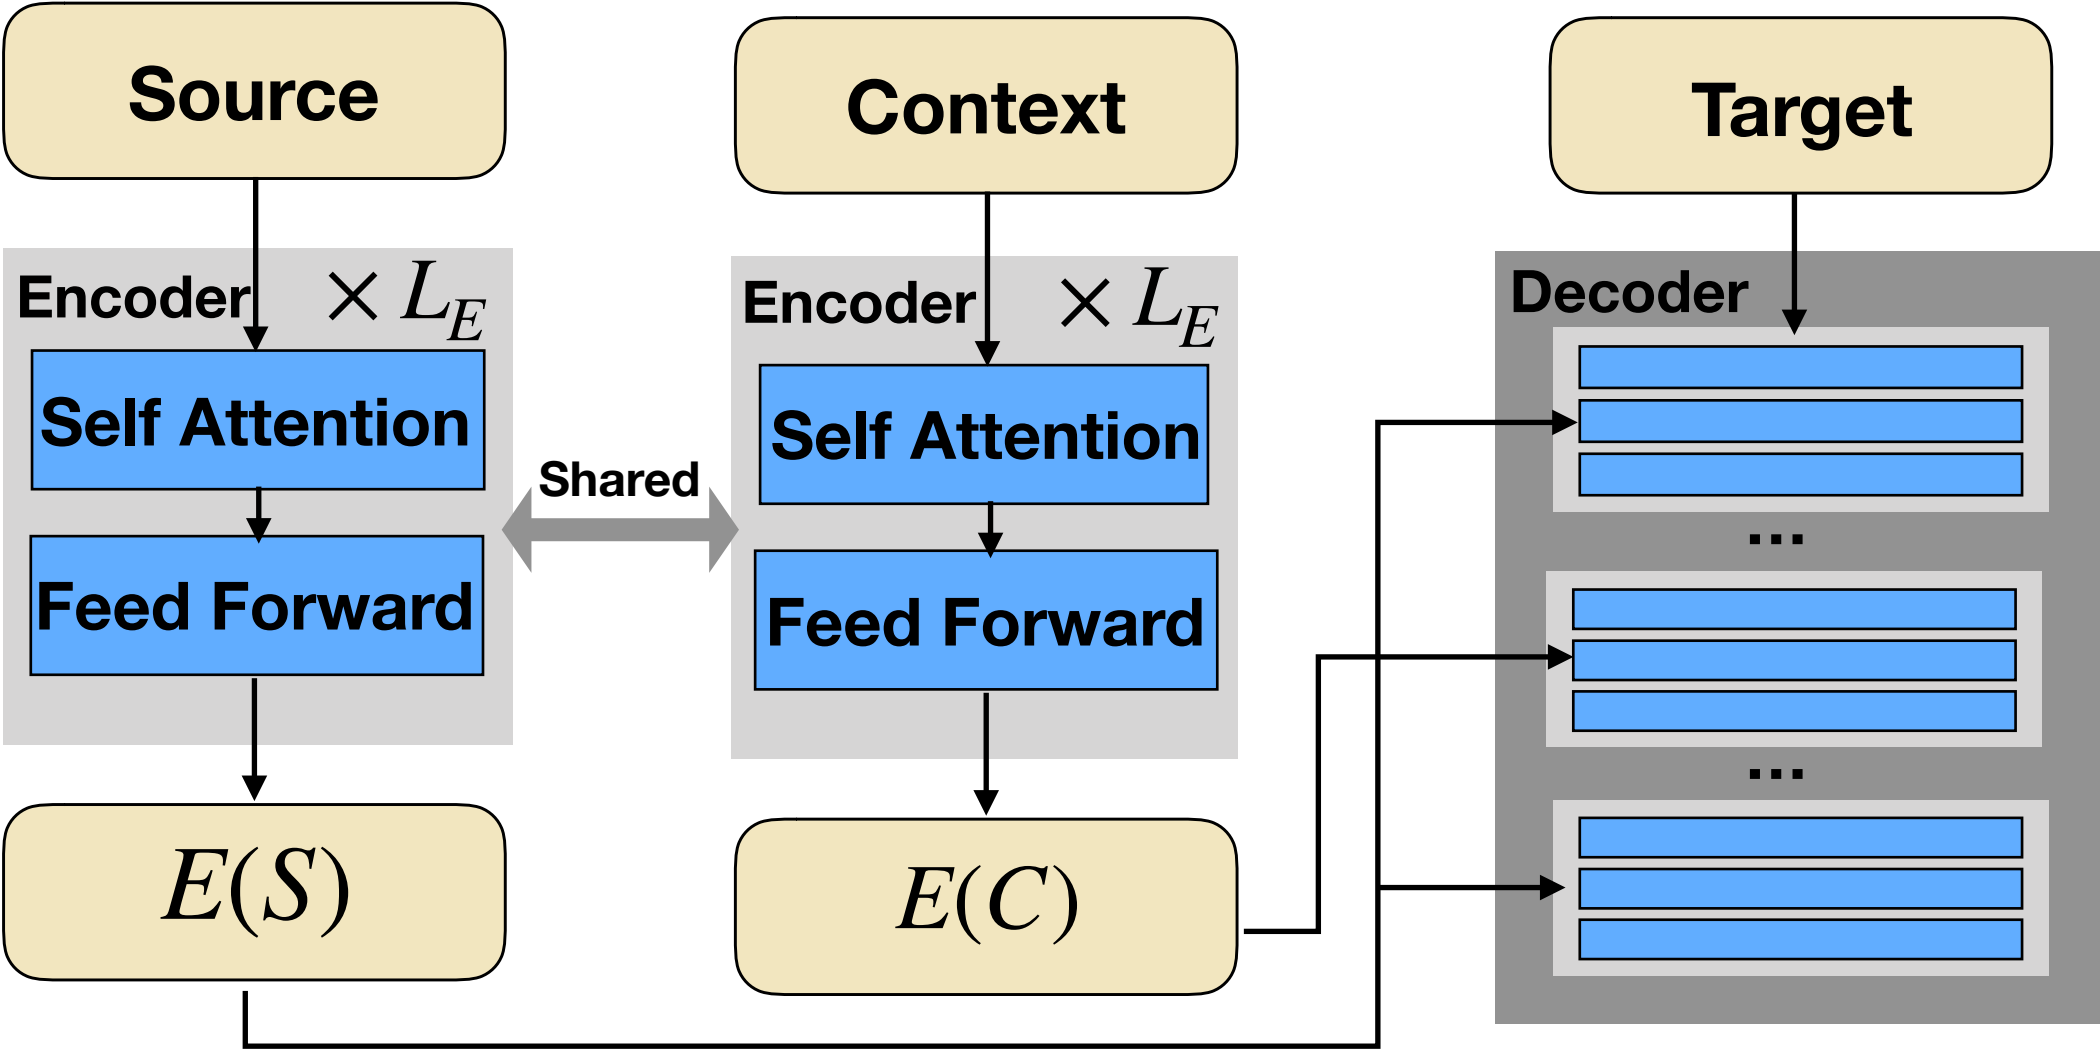 Source
Context
Target
Encoder × L_E
Encoder × L_E
Decoder
Self Attention
Self Attention
Shared
Feed Forward
Feed Forward
...
...
E(S)
E(C)